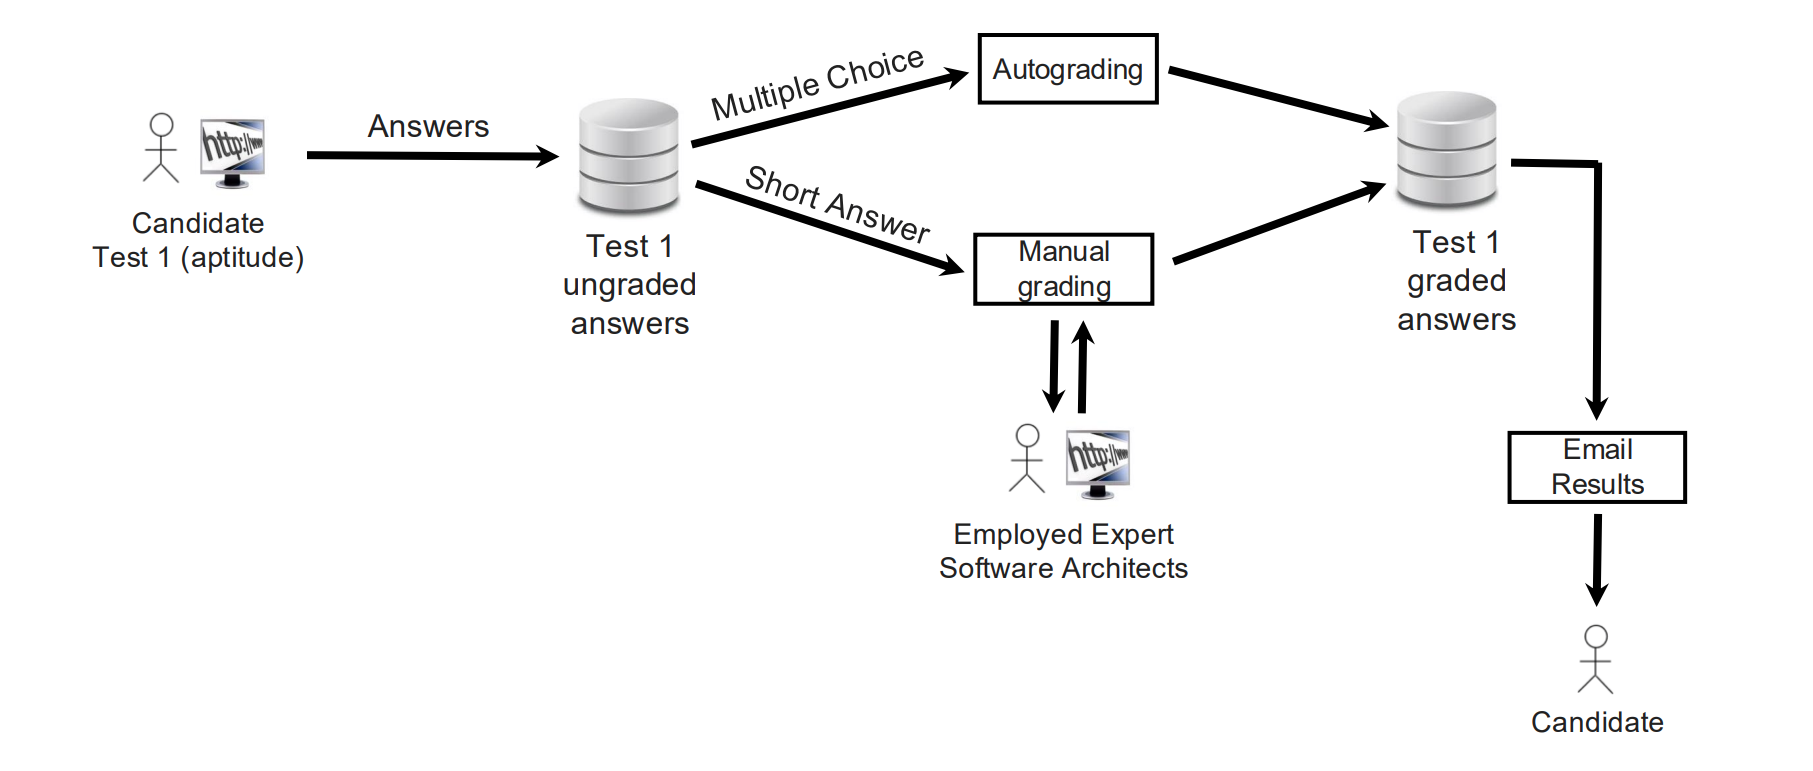 Answers
Candidate
Test 1 (aptitude)
Test 1
ungraded
answers
Multiple Choice
Short Answer
Autograding
Manual
grading
Employed Expert
Software Architects
Test 1
graded
answers
Email
Results
Candidate
http://www
http://www